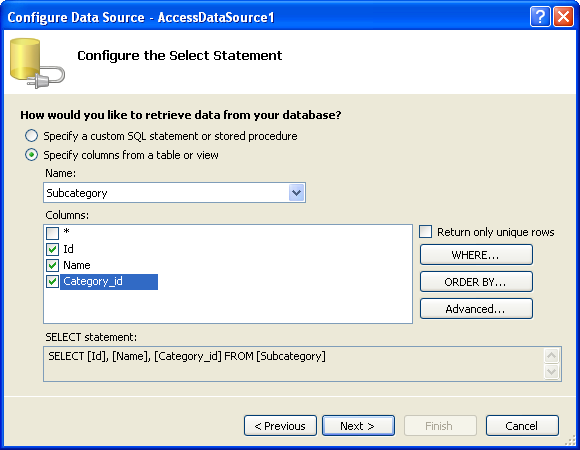 Configure Data Source - AccessDataSource1
Configure the Select Statement
How would you like to retrieve data from your database?
Specify a custom SQL statement or stored procedure
Specify columns from a table or view
Name:
Subcategory
Columns:
*
Return only unique rows
Id
WHERE...
Name
Category_id
ORDER BY...
Advanced...
SELECT statement:
SELECT [Id], [Name], [Category_id] FROM [Subcategory]
< Previous
Next >
Finish
Cancel